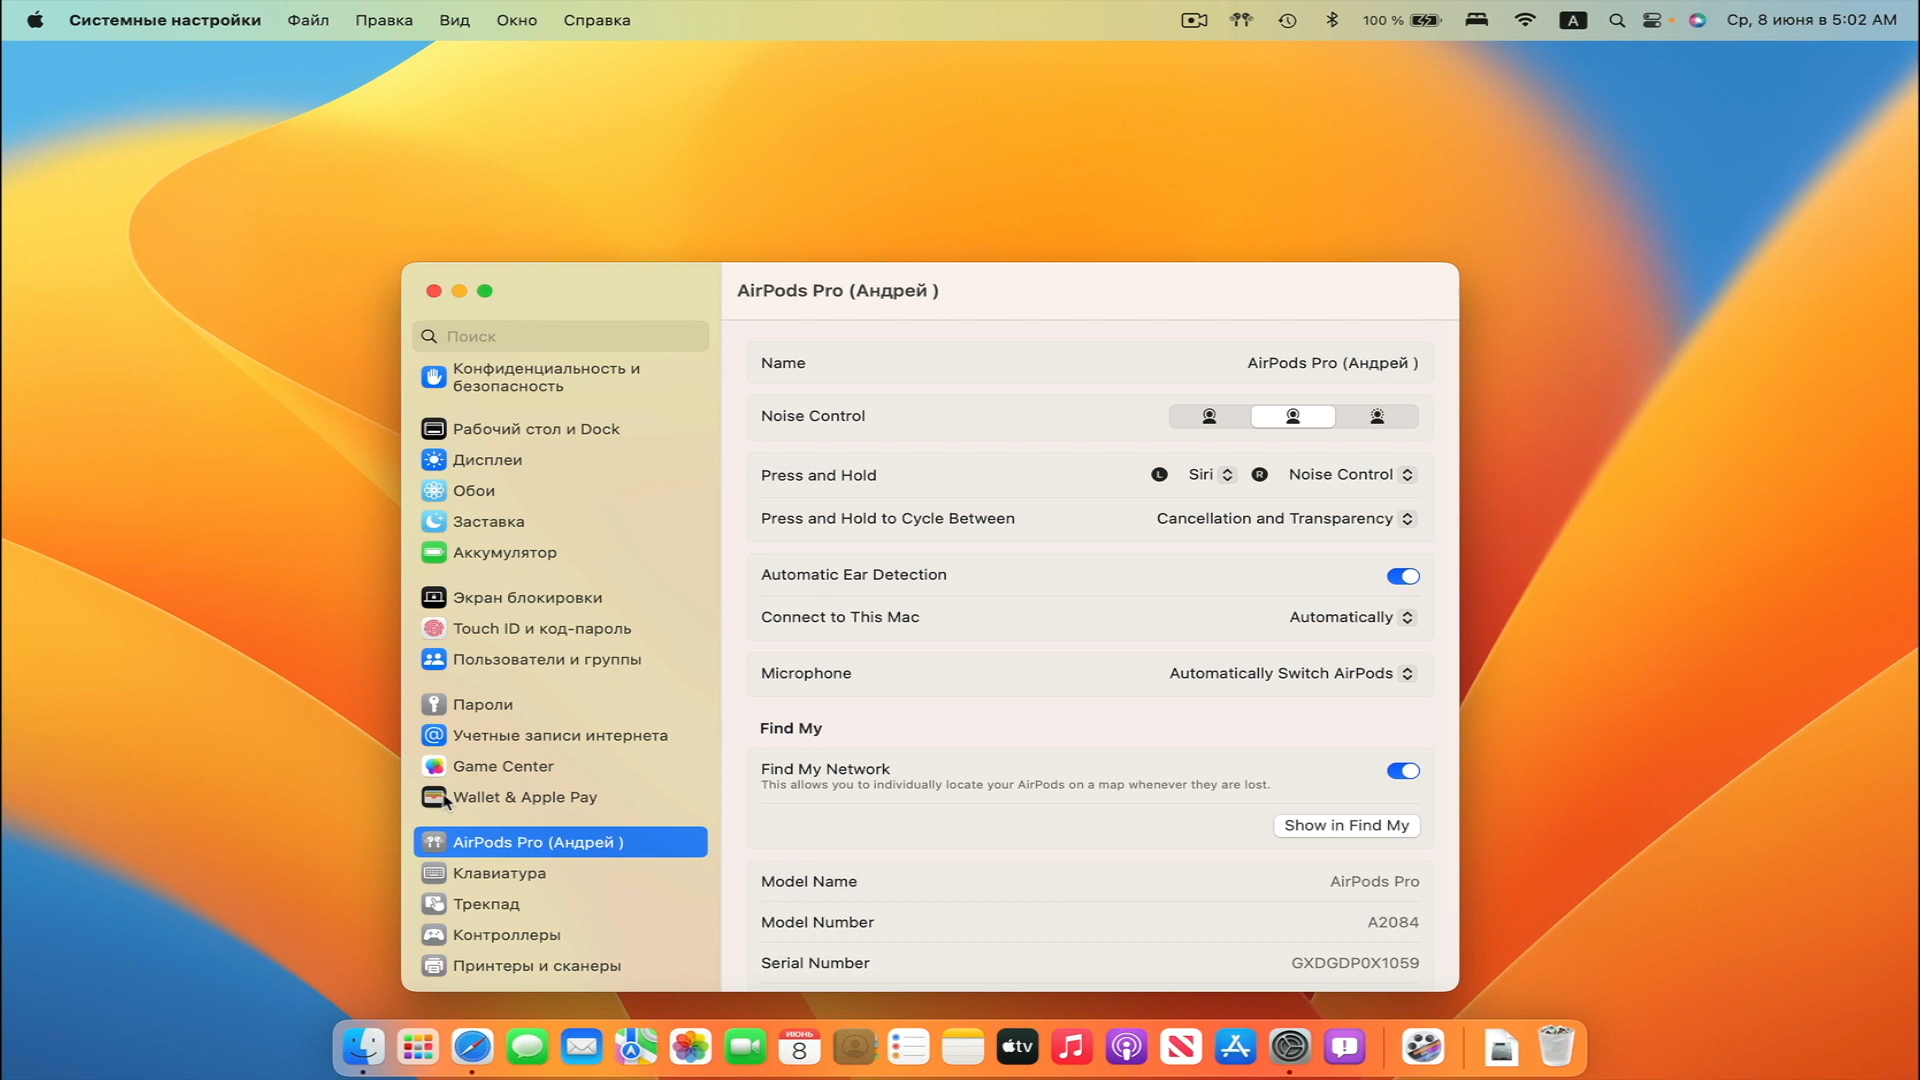 Системные настройки Файл Правка Вид Окно Справка 100 % A Ср, 8 июня в 5:02 AM
AirPods Pro (Андрей )
Поиск
Конфиденциальность и
безопасность
Рабочий стол и Dock
Дисплеи
Обои
Заставка
Аккумулятор
Экран блокировки
Touch ID и код-пароль
Пользователи и группы
Пароли
Учетные записи интернета
Game Center
Wallet & Apple Pay
AirPods Pro (Андрей )
Клавиатура
Трекпад
Контроллеры
Принтеры и сканеры
Name AirPods Pro (Андрей )
Noise Control
Press and Hold L Siri R Noise Control
Press and Hold to Cycle Between Cancellation and Transparency
Automatic Ear Detection
Connect to This Mac Automatically
Microphone Automatically Switch AirPods
Find My
Find My Network
This allows you to individually locate your AirPods on a map whenever they are lost.
Show in Find My
Model Name AirPods Pro
Model Number A2084
Serial Number GXDGDP0X1059
ИЮНЬ
8
tv